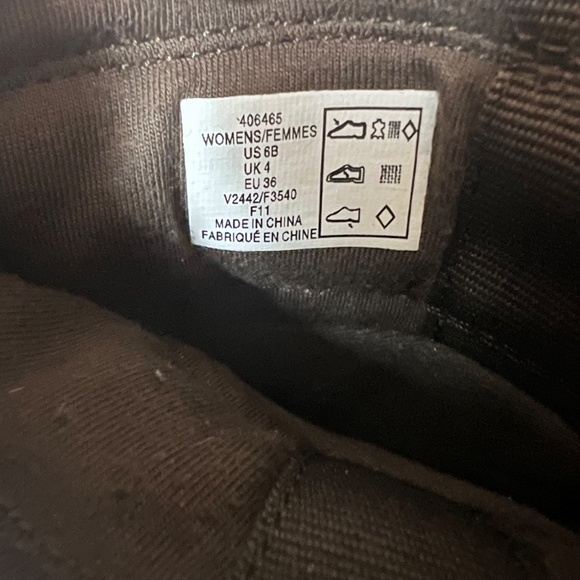 406465
WOMENS/FEMMES
US 6B
UK 4
EU 36
V2442/F3540
F11
MADE IN CHINA
FABRIQUÉ EN CHINE